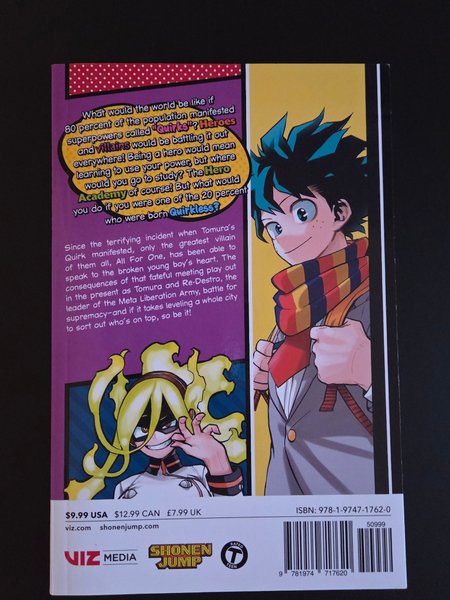 What would the world be like if
80 percent of the population manifested
superpowers called "Quirks"? Heroes
and villains would be battling it out
everywhere! Being a hero would mean
learning to use your power, but where
would you go to study? The Hero
Academy of course! But what would
you do if you were one of the 20 percent
who were born Quirkless?
Since the terrifying incident when Tomura's
Quirk manifested, only the greatest villain
of them all, All For One, has been able to
speak to the broken young boy's heart. The
consequences of that fateful meeting play out
in the present as Tomura and Re-Destro, the
leader of the Meta Liberation Army, battle for
supremacy—and if it takes leveling a whole city
to sort out who's on top, so be it!
$9.99 USA $12.99 CAN £7.99 UK
viz.com shonenjump.com
ISBN: 978-1-9747-1762-0
50999
VIZ MEDIA
SHONEN
JUMP
RATED
T
TEEN
9 781974 717620